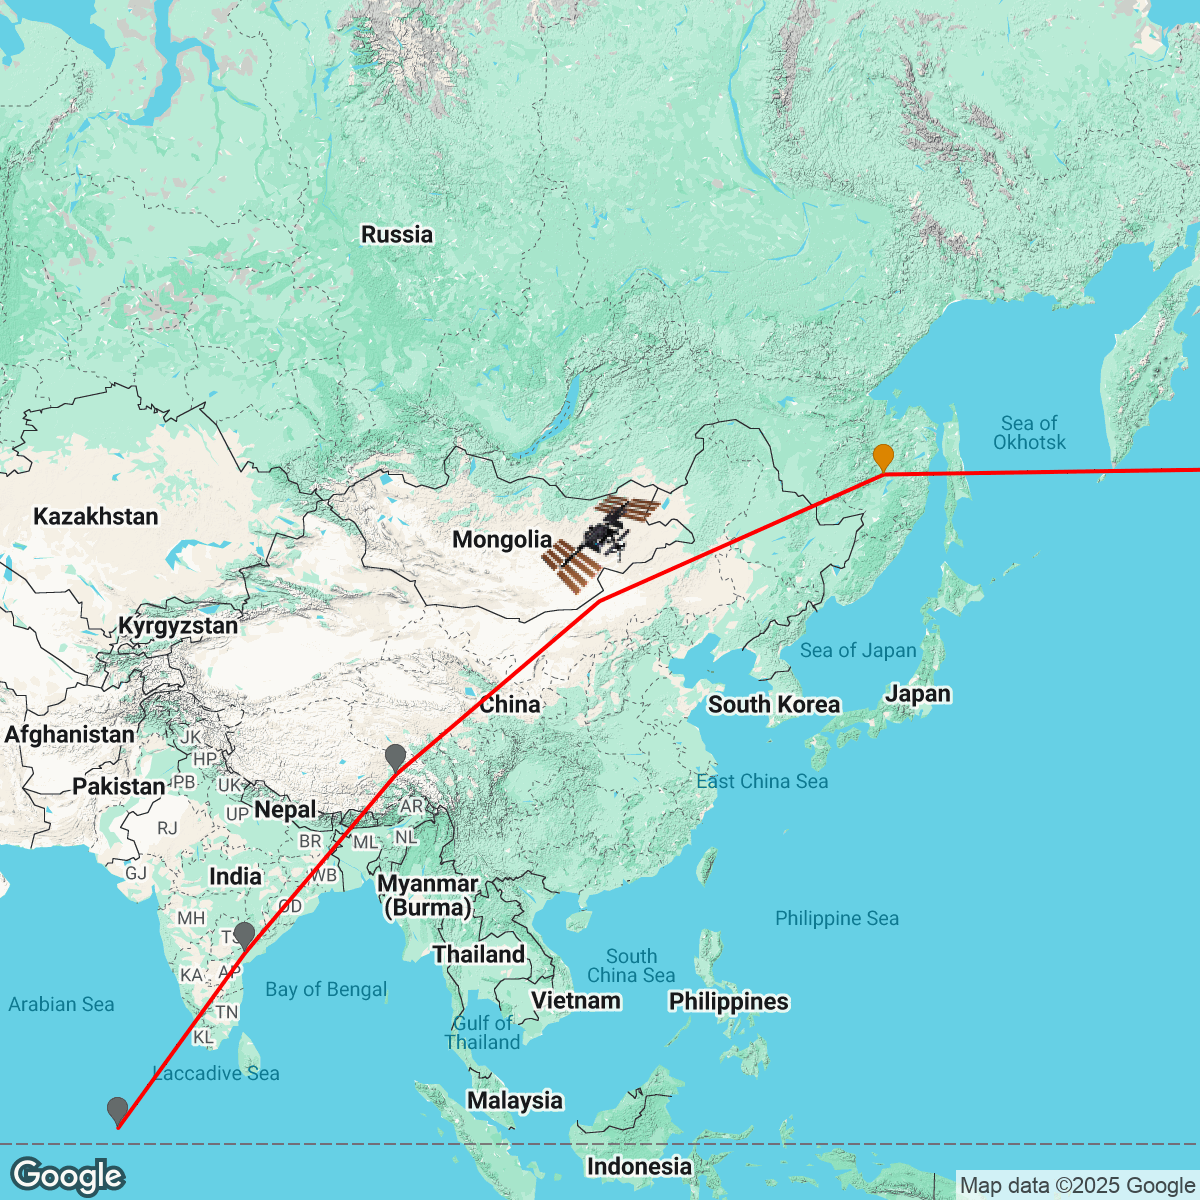 Russia
Sea of
Okhotsk
Kazakhstan
Mongolia
Kyrgyzstan
Sea of Japan
China
South Korea
Japan
Afghanistan
JK
HP
PB
UK
Pakistan
East China Sea
Nepal
AR
UP
RJ
BR
ML
NL
GJ
India
WB
Myanmar
(Burma)
OD
MH
Philippine Sea
TS
Thailand
South
China Sea
KA
AP
Bay of Bengal
Arabian Sea
Vietnam
Philippines
TN
Gulf of
Thailand
KL
Laccadive Sea
Malaysia
Indonesia
Google
Map data ©2025 Google